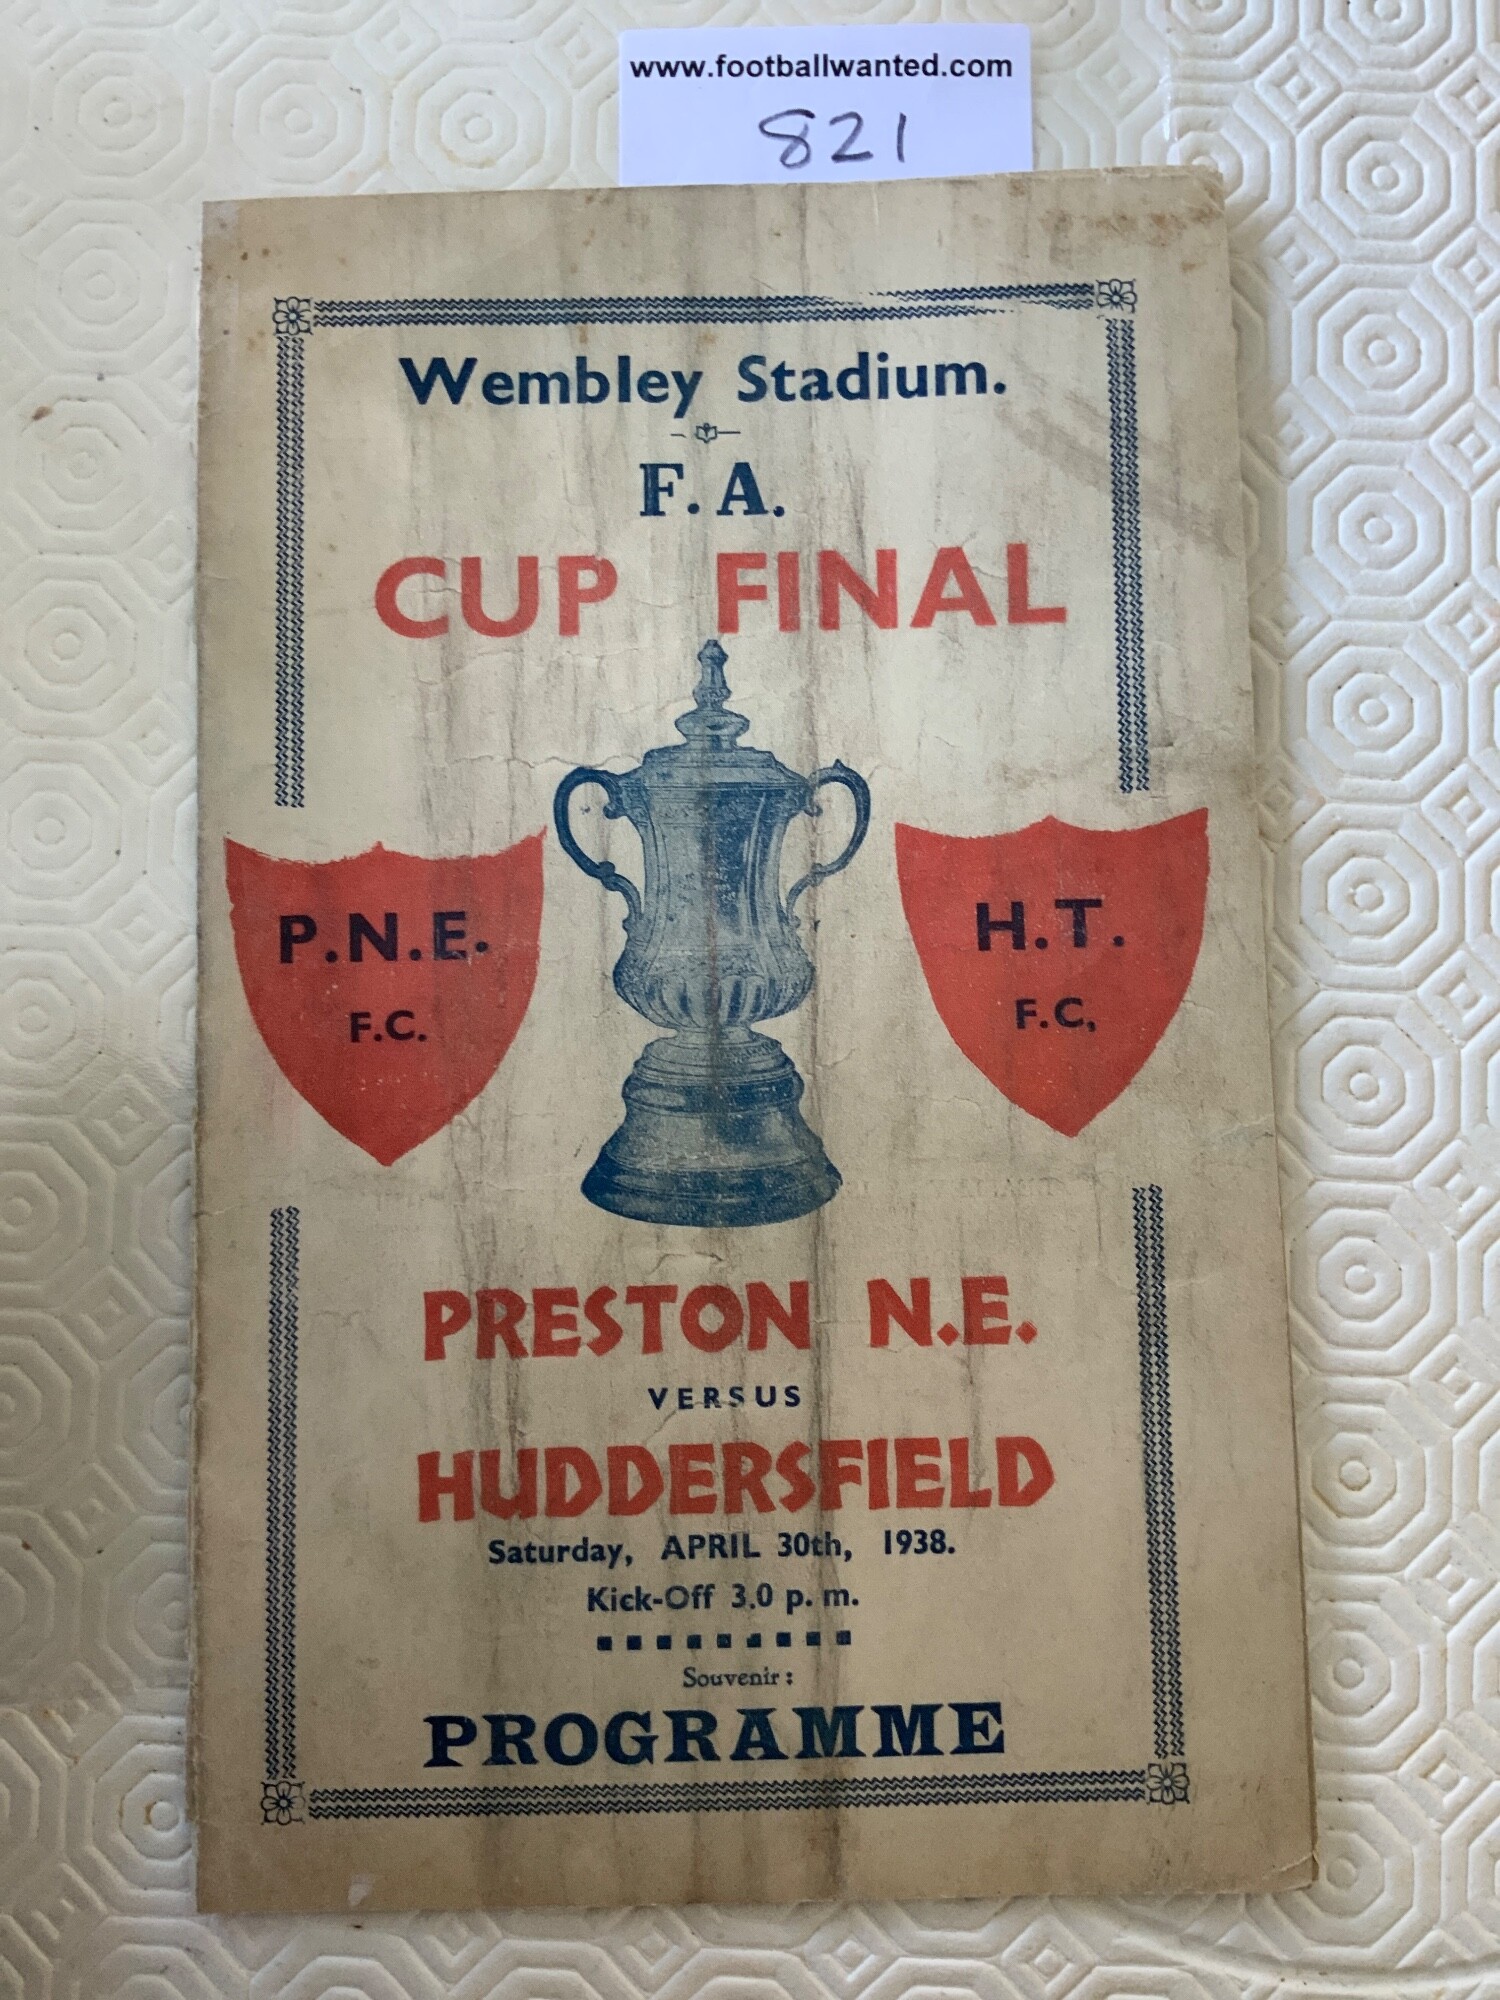 www.footballwanted.com
821
Wembley Stadium.
F.A.
CUP FINAL
P.N.E.
F.C.
H.T.
F.C,
PRESTON N.E.
VERSUS
HUDDERSFIELD
Saturday, APRIL 30th, 1938.
Kick-Off 3.0 p.m.
Souvenir :
PROGRAMME